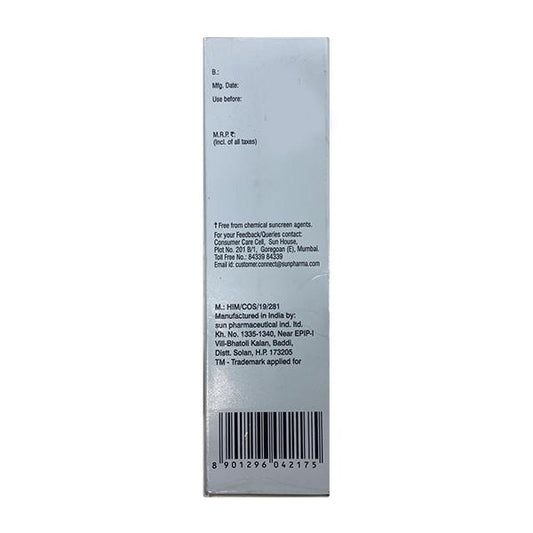 B.:
Mfg. Date:
Use before:
M.R.P. ₹:
(Incl. of all taxes)
† Free from chemical suncreen agents.
For your Feedback/Queries contact:
Consumer Care Cell, Sun House,
Plot No. 201 B/1, Goregoan (E), Mumbai.
Toll Free No.: 84339 84339
Email id: customer.connect@sunpharma.com
M.: HIM/COS/19/281
Manufactured in India by:
sun pharmaceutical ind. ltd.
Kh. No. 1335-1340, Near EPIP-I
Vill-Bhatoli Kalan, Baddi,
Distt. Solan, H.P. 173205
TM - Trademark applied for
8 901296 042175